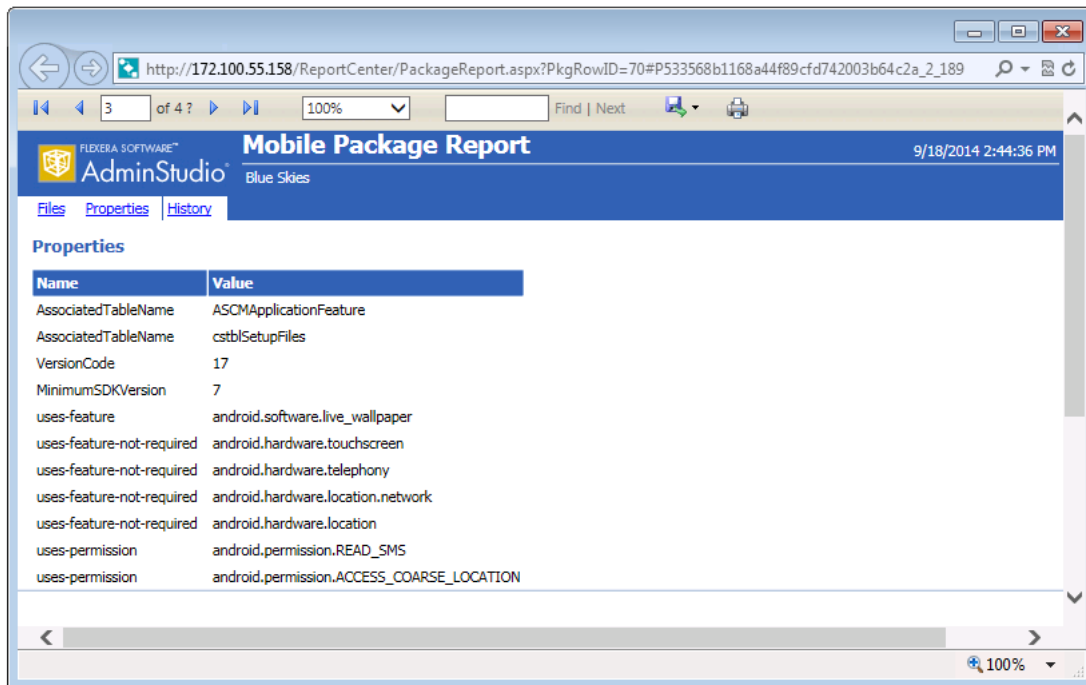 http://172.100.55.158/ReportCenter/PackageReport.aspx?PkgRowID=70#P533568b1168a44f89cfd742003b64c2a_2_189
3 of 4 ? 100% Find | Next
FLEXERA SOFTWARE™ Mobile Package Report 9/18/2014 2:44:36 PM
AdminStudio® Blue Skies
Files Properties History
Properties
Name Value
AssociatedTableName ASCMApplicationFeature
AssociatedTableName cstblSetupFiles
VersionCode 17
MinimumSDKVersion 7
uses-feature android.software.live_wallpaper
uses-feature-not-required android.hardware.touchscreen
uses-feature-not-required android.hardware.telephony
uses-feature-not-required android.hardware.location.network
uses-feature-not-required android.hardware.location
uses-permission android.permission.READ_SMS
uses-permission android.permission.ACCESS_COARSE_LOCATION
100%